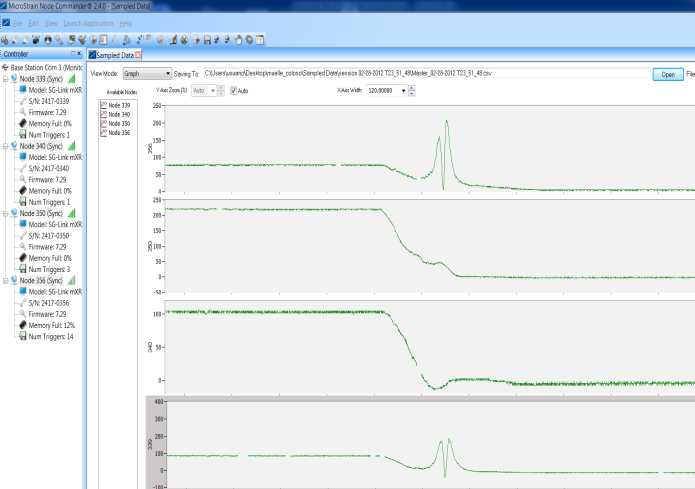 MicroStrain Node Commander® 2.4.0 - [Sampled Data]
File Edit View Launch Application Help
Controller
Sampled Data
Base Station Com 3 (Monito
Node 339 (Sync)
Model: SG-Link mXR
S/N: 2417-0339
Firmware: 7.29
Memory Full: 0%
Num Triggers: 1
Node 340 (Sync)
Model: SG-Link mXR
S/N: 2417-0340
Firmware: 7.29
Memory Full: 0%
Num Triggers: 1
Node 350 (Sync)
Model: SG-Link mXR
S/N: 2417-0350
Firmware: 7.29
Memory Full: 0%
Num Triggers: 3
Node 356 (Sync)
Model: SG-Link mXR
S/N: 2417-0356
Firmware: 7.29
Memory Full: 12%
Num Triggers: 14
View Mode: Graph Saving To: C:\Users\usuario\Desktop\muelle_colosc\Sampled Data\session 02-28-2012 T23_51_49\Master_02-28-2012 T23_51_49.csv Open File
Available Nodes Y-Axis Zoom (%): Auto Auto X-Axis Width: 120.00000
Node 339
Node 340
Node 350
Node 356
356
250
200
150
100
50
0
350
250
200
150
100
50
0
-50
340
100
50
0
339
400
300
200
100
0
-100